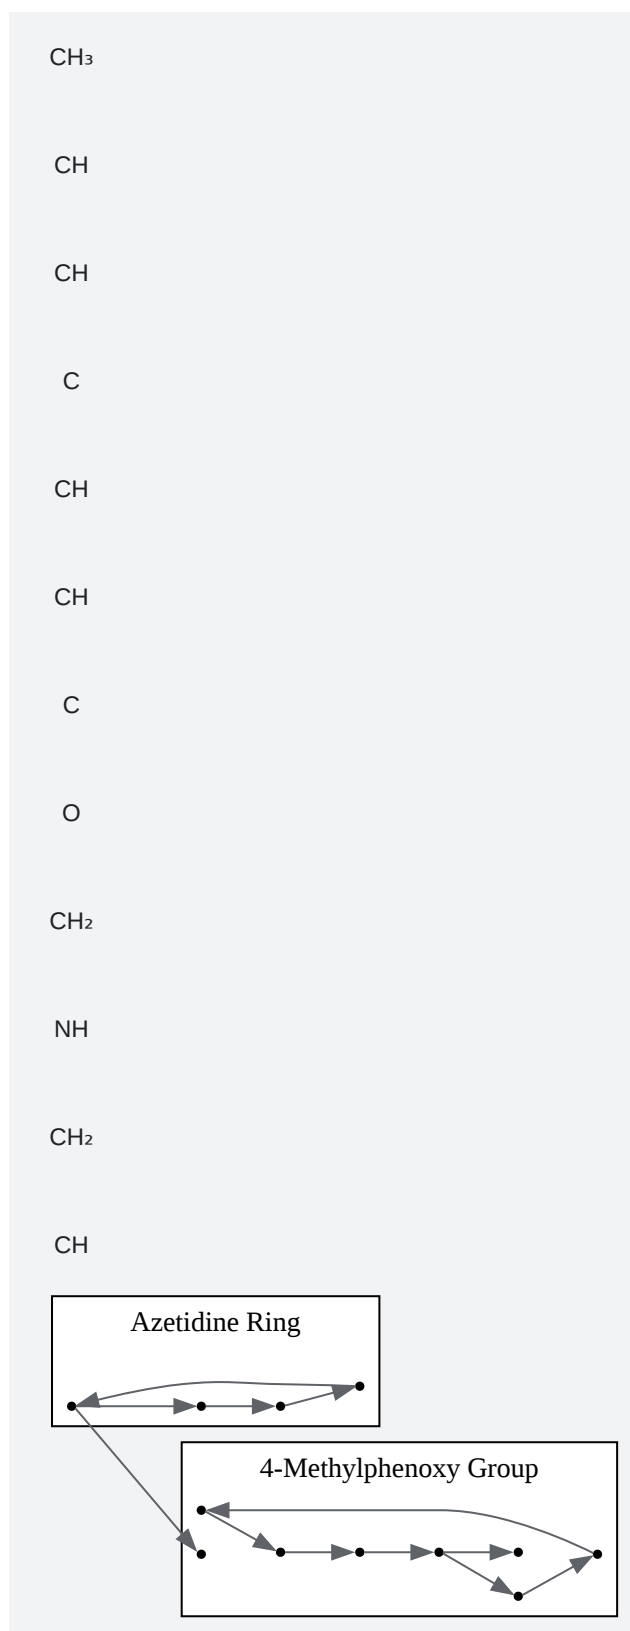 CH₃
CH
CH
C
CH
CH
C
O
CH₂
NH
CH₂
CH
Azetidine Ring
4-Methylphenoxy Group